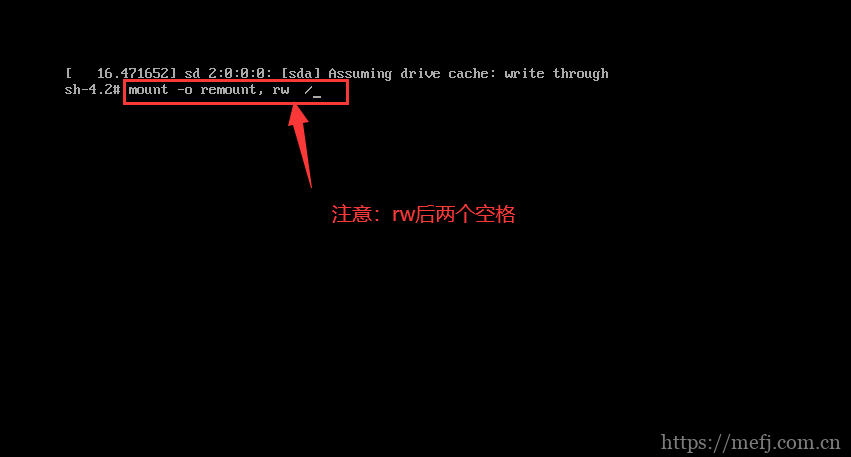 [   16.471652] sd 2:0:0:0: [sda] Assuming drive cache: write through
sh-4.2# mount -o remount, rw  /_
注意：rw后两个空格
https://mefj.com.cn